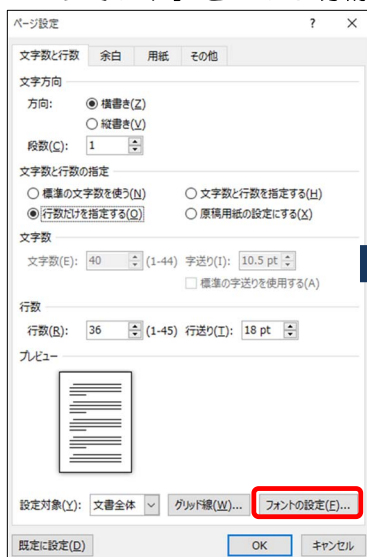 ページ設定 ? ×
文字数と行数 余白 用紙 その他
文字方向
方向: 横書き(Z)
縦書き(V)
段数(C): 1
文字数と行数の指定
標準の文字数を使う(N) 文字数と行数を指定する(H)
行数だけを指定する(O) 原稿用紙の設定にする(X)
文字数
文字数(E): 40 (1-44) 字送り(I): 10.5 pt
標準の字送りを使用する(A)
行数
行数(R): 36 (1-45) 行送り(T): 18 pt
プレビュー
設定対象(Y): 文書全体 グリッド線(W)... フォントの設定(F)...
既定に設定(D) OK キャンセル